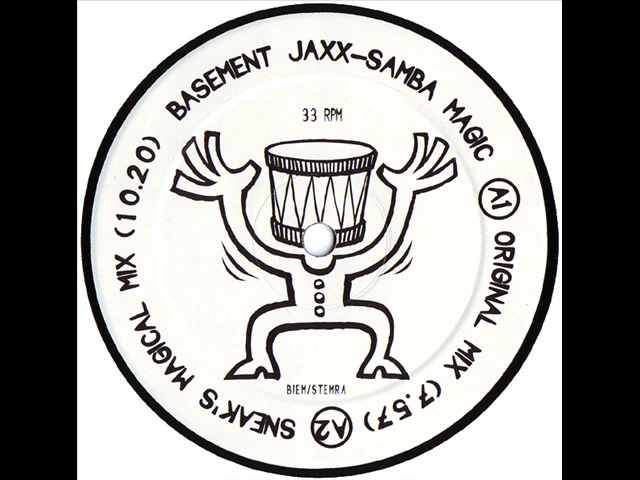 BASEMENT JAXX-SAMBA MAGIC
A1 ORIGINAL MIX (7.57)
A2 SNEAK'S MAGICAL MIX (10.20)
33 RPM
BIEM/STEMRA